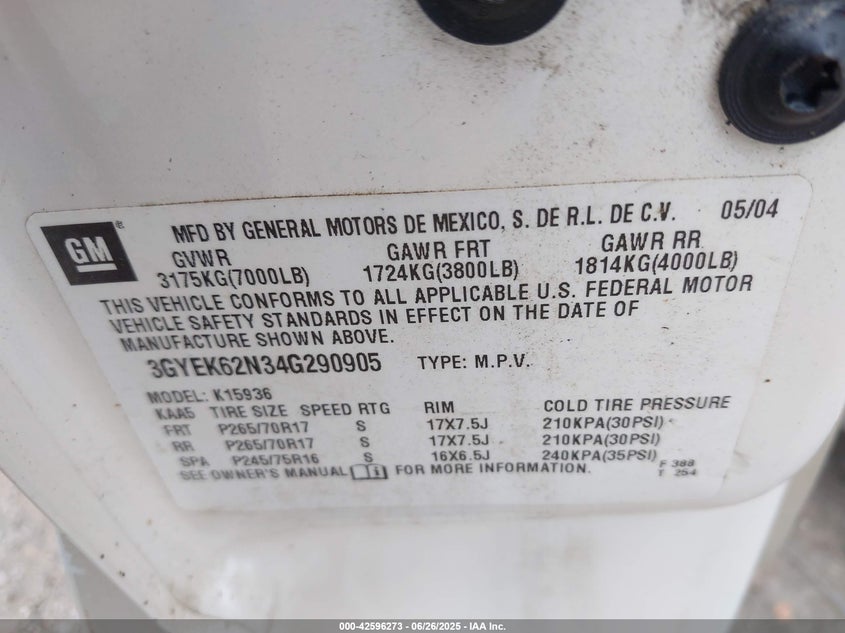 GM ®
MFD BY GENERAL MOTORS DE MEXICO, S. DE R.L. DE C.V. 05/04
GVWR GAWR FRT GAWR RR
3175KG(7000LB) 1724KG(3800LB) 1814KG(4000LB)
THIS VEHICLE CONFORMS TO ALL APPLICABLE U.S. FEDERAL MOTOR
VEHICLE SAFETY STANDARDS IN EFFECT ON THE DATE OF
MANUFACTURE SHOWN ABOVE.
3GYEK62N34G290905 TYPE: M.P.V.
MODEL: K15936
KAA5 TIRE SIZE SPEED RTG RIM COLD TIRE PRESSURE
FRT P265/70R17 S 17X7.5J 210KPA(30PSI)
RR P265/70R17 S 17X7.5J 210KPA(30PSI)
SPA P245/75R16 S 16X6.5J 240KPA(35PSI)
SEE OWNER'S MANUAL FOR MORE INFORMATION.
F 388
T 254
000-42596273 | 06/26/2025 - IAA Inc.